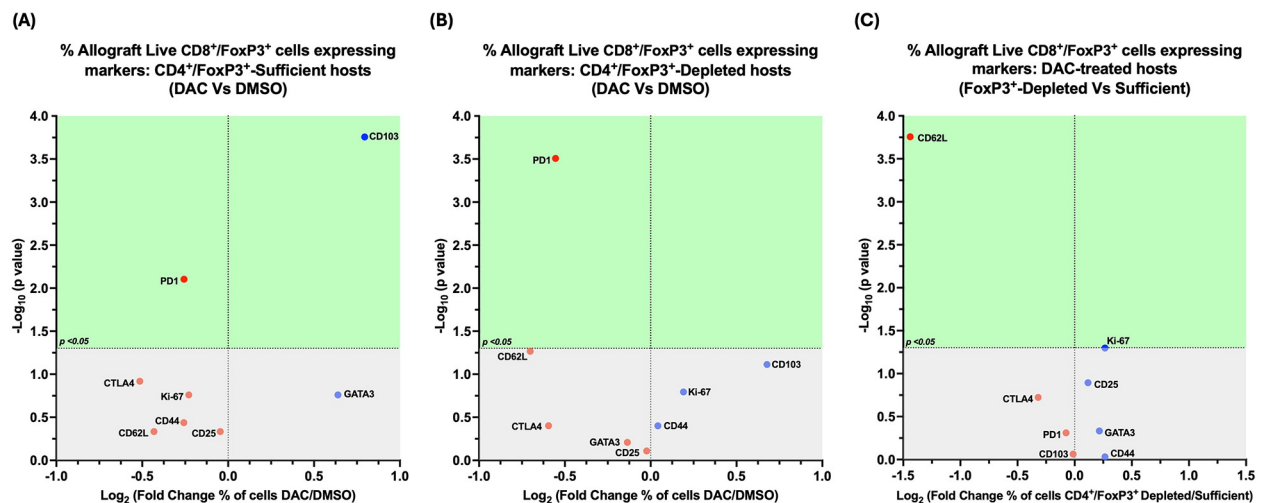 (A)
% Allograft Live CD8+/FoxP3+ cells expressing
markers: CD4+/FoxP3+-Sufficient hosts
(DAC Vs DMSO)
4.0
3.5
3.0
2.5
2.0
1.5
1.0
0.5
0.0
-Log10 (p value)
CD103
PD1
p <0.05
CTLA4
Ki-67
GATA3
CD44
CD62L
CD25
-1.0 -0.5 0.0 0.5 1.0
Log2 (Fold Change % of cells DAC/DMSO)
(B)
% Allograft Live CD8+/FoxP3+ cells expressing
markers: CD4+/FoxP3+-Depleted hosts
(DAC Vs DMSO)
4.0
3.5
3.0
2.5
2.0
1.5
1.0
0.5
0.0
-Log10 (p value)
PD1
p <0.05
CD62L
CD103
Ki-67
CTLA4
CD44
GATA3
CD25
-1.0 -0.5 0.0 0.5 1.0
Log2 (Fold Change % of cells DAC/DMSO)
(C)
% Allograft Live CD8+/FoxP3+ cells expressing
markers: DAC-treated hosts
(FoxP3+-Depleted Vs Sufficient)
4.0
3.5
3.0
2.5
2.0
1.5
1.0
0.5
0.0
-Log10 (p value)
CD62L
Ki-67
p <0.05
CD25
CTLA4
PD1
GATA3
CD103
CD44
-1.5 -1.0 -0.5 0.0 0.5 1.0 1.5
Log2 (Fold Change % of cells CD4+/FoxP3+ Depleted/Sufficient)